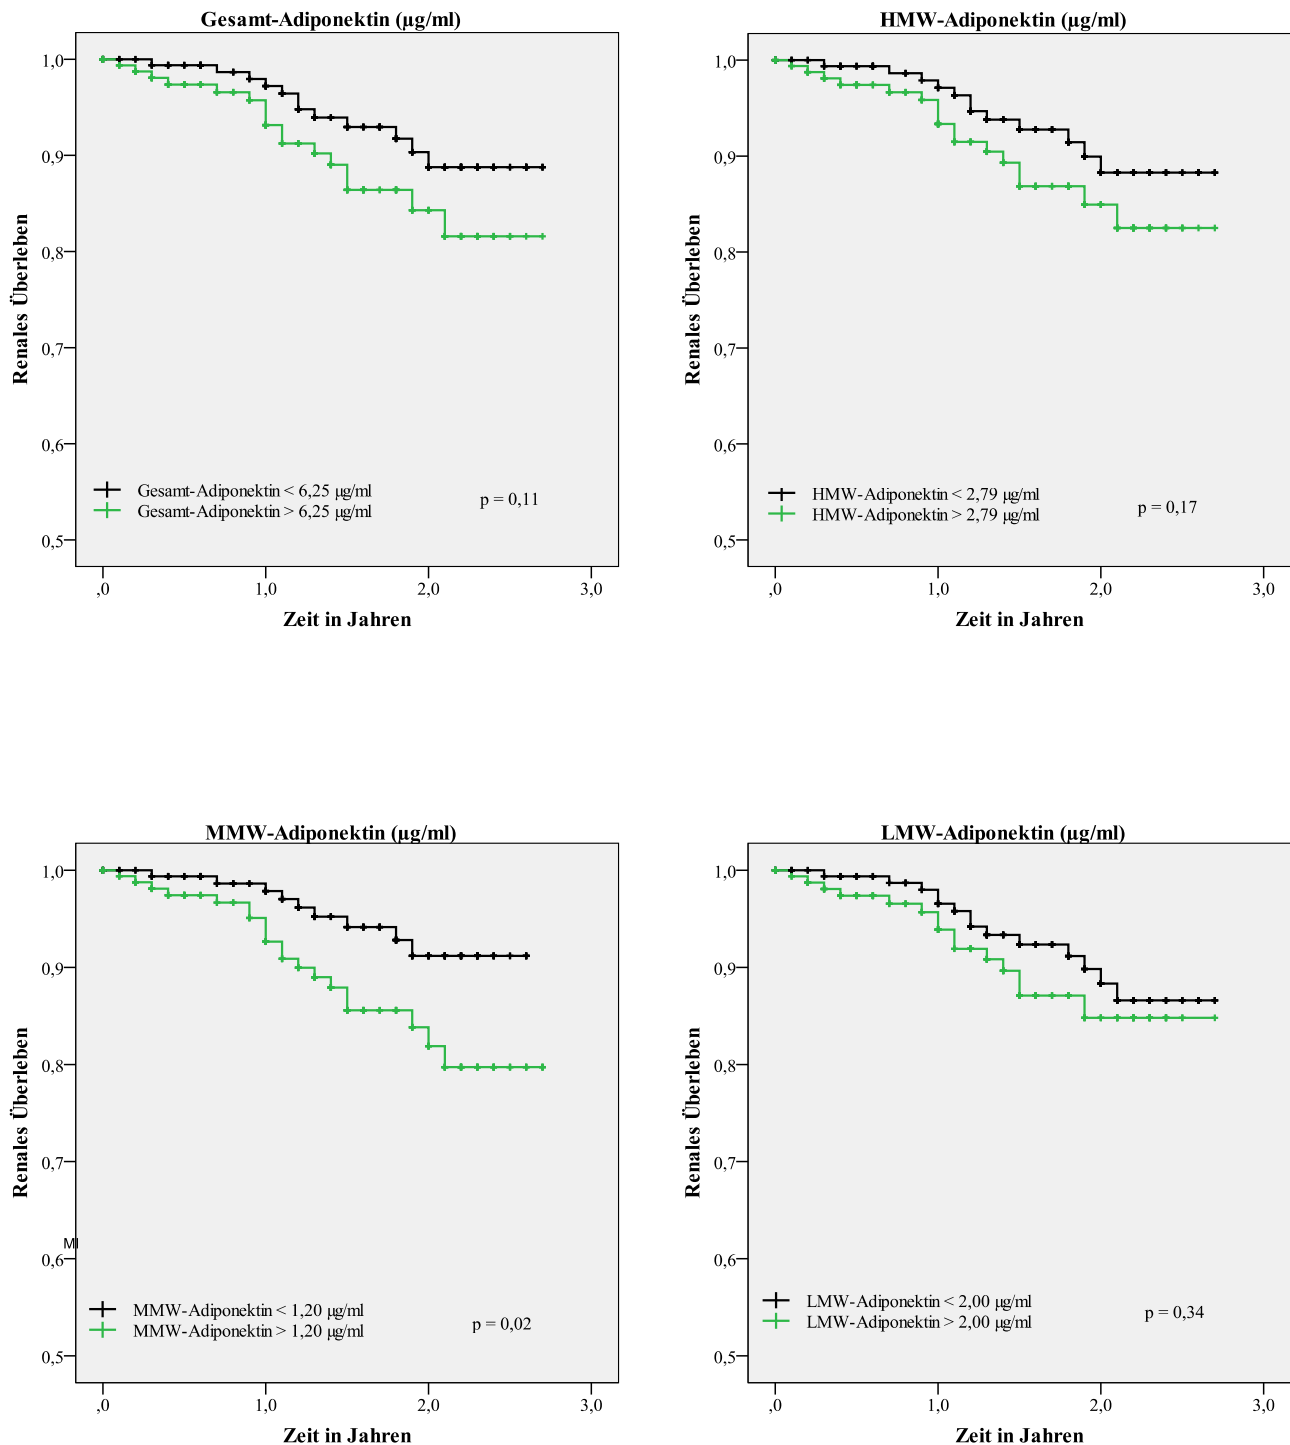 Gesamt-Adiponektin (µg/ml)
Renales Überleben
1,0
0,9
0,8
0,7
0,6
0,5
Gesamt-Adiponektin < 6,25 µg/ml
Gesamt-Adiponektin > 6,25 µg/ml
p = 0,11
,0 1,0 2,0 3,0
Zeit in Jahren
HMW-Adiponektin (µg/ml)
Renales Überleben
1,0
0,9
0,8
0,7
0,6
0,5
HMW-Adiponektin < 2,79 µg/ml
HMW-Adiponektin > 2,79 µg/ml
p = 0,17
,0 1,0 2,0 3,0
Zeit in Jahren
MMW-Adiponektin (µg/ml)
Renales Überleben
1,0
0,9
0,8
0,7
MI
0,6
0,5
MMW-Adiponektin < 1,20 µg/ml
MMW-Adiponektin > 1,20 µg/ml
p = 0,02
,0 1,0 2,0 3,0
Zeit in Jahren
LMW-Adiponektin (µg/ml)
Renales Überleben
1,0
0,9
0,8
0,7
0,6
0,5
LMW-Adiponektin < 2,00 µg/ml
LMW-Adiponektin > 2,00 µg/ml
p = 0,34
,0 1,0 2,0 3,0
Zeit in Jahren